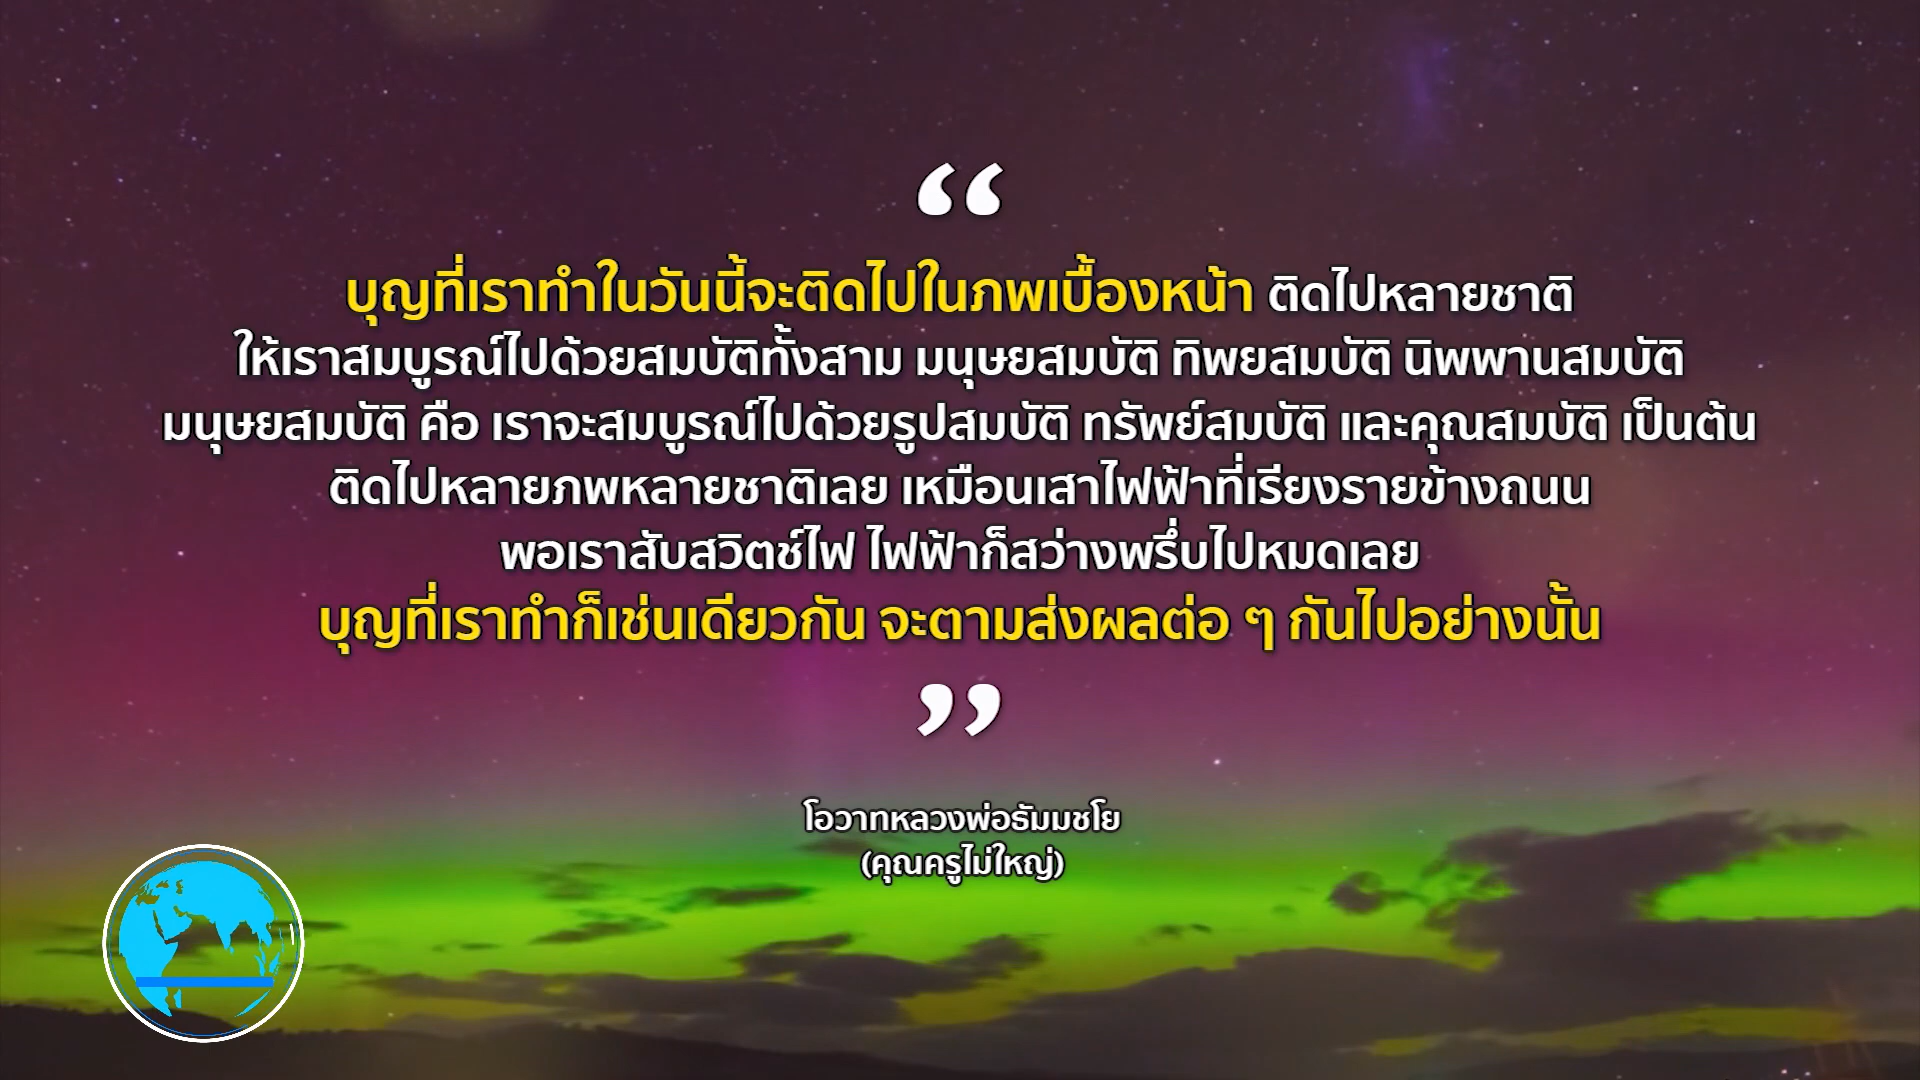 “
บุญที่เราทำในวันนี้จะติดไปในภพเบื้องหน้า ติดไปหลายชาติ
ให้เราสมบูรณ์ไปด้วยสมบัติทั้งสาม มนุษยสมบัติ ทิพยสมบัติ นิพพานสมบัติ
มนุษยสมบัติ คือ เราจะสมบูรณ์ไปด้วยรูปสมบัติ ทรัพย์สมบัติ และคุณสมบัติ เป็นต้น
ติดไปหลายภพหลายชาติเลย เหมือนเสาไฟฟ้าที่เรียงรายข้างถนน
พอเราสับสวิตช์ไฟ ไฟฟ้าก็สว่างพรึ่บไปหมดเลย
บุญที่เราทำก็เช่นเดียวกัน จะตามส่งผลต่อ ๆ กันไปอย่างนั้น
”
โอวาทหลวงพ่อธัมมชโย
(คุณครูไม่ใหญ่)